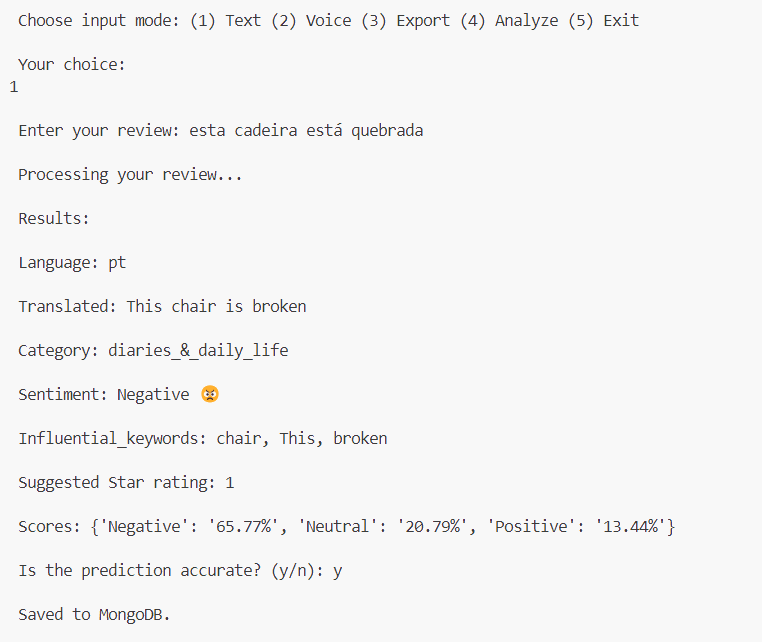 Choose input mode: (1) Text (2) Voice (3) Export (4) Analyze (5) Exit
Your choice:
1
Enter your review: esta cadeira está quebrada
Processing your review...
Results:
Language: pt
Translated: This chair is broken
Category: diaries_&_daily_life
Sentiment: Negative 😡
Influential_keywords: chair, This, broken
Suggested Star rating: 1
Scores: {'Negative': '65.77%', 'Neutral': '20.79%', 'Positive': '13.44%'}
Is the prediction accurate? (y/n): y
Saved to MongoDB.